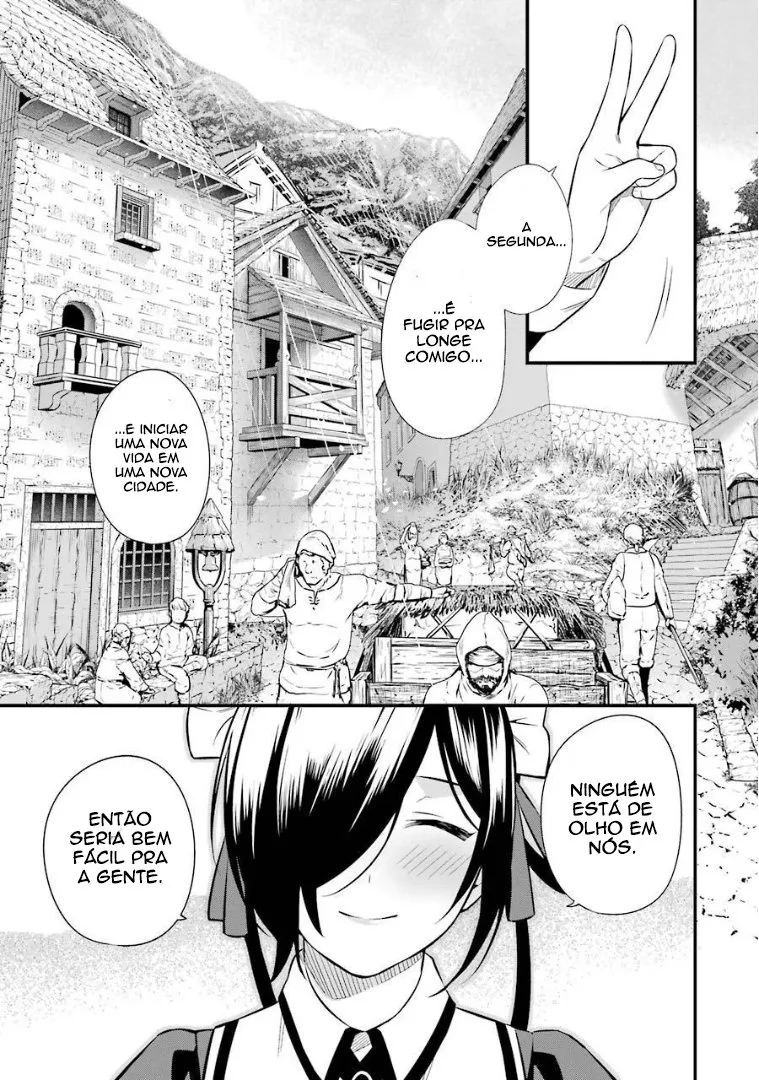 A
SEGUNDA...
...É
FUGIR PRA
LONGE
COMIGO...
...E INICIAR
UMA NOVA
VIDA EM
UMA NOVA
CIDADE.
NINGUÉM
ESTÁ DE
OLHO EM
NÓS.
ENTÃO
SERIA BEM
FÁCIL PRA
A GENTE.